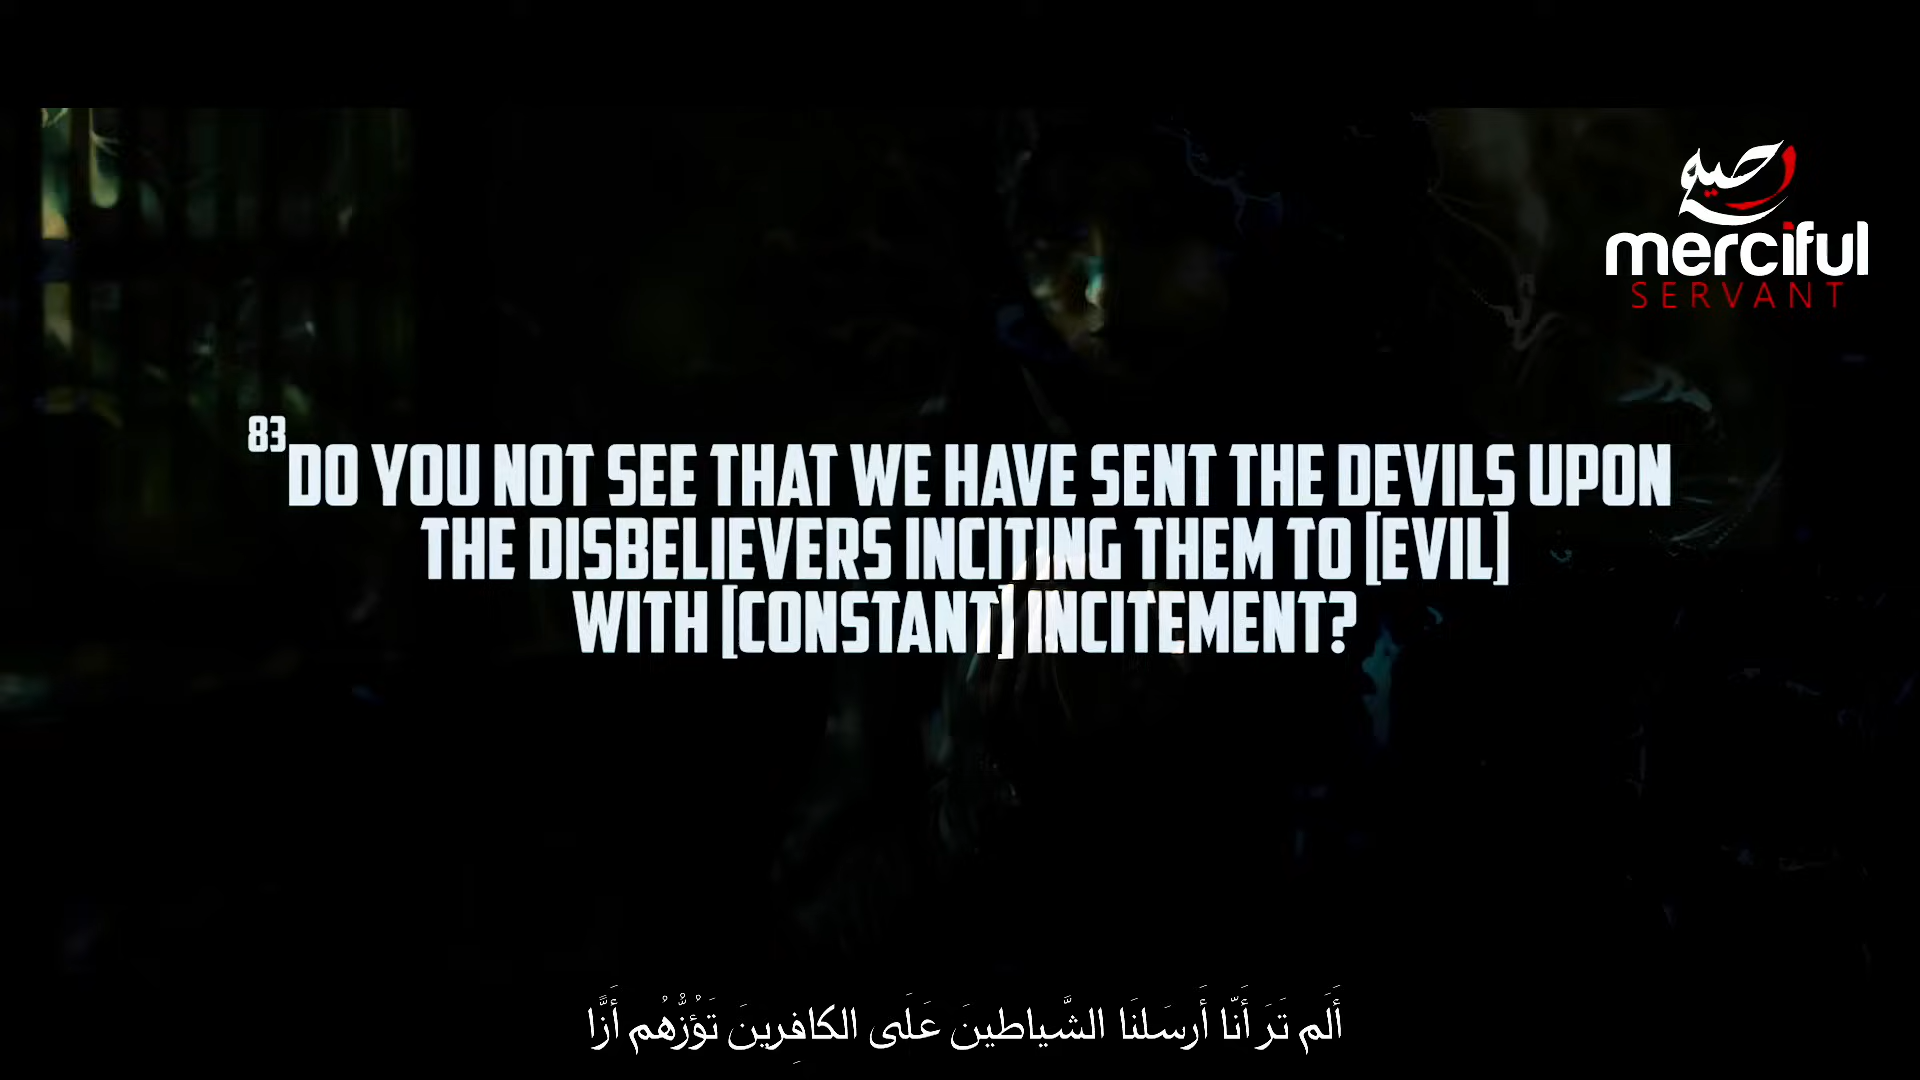 رحيم
merciful
SERVANT
83 DO YOU NOT SEE THAT WE HAVE SENT THE DEVILS UPON
THE DISBELIEVERS INCITING THEM TO [EVIL]
WITH [CONSTANT] INCITEMENT?
أَلَم تَرَ أَنّا أَرسَلنَا الشَّياطينَ عَلَى الكافِرينَ تَؤُزُّهُم أَزًّا